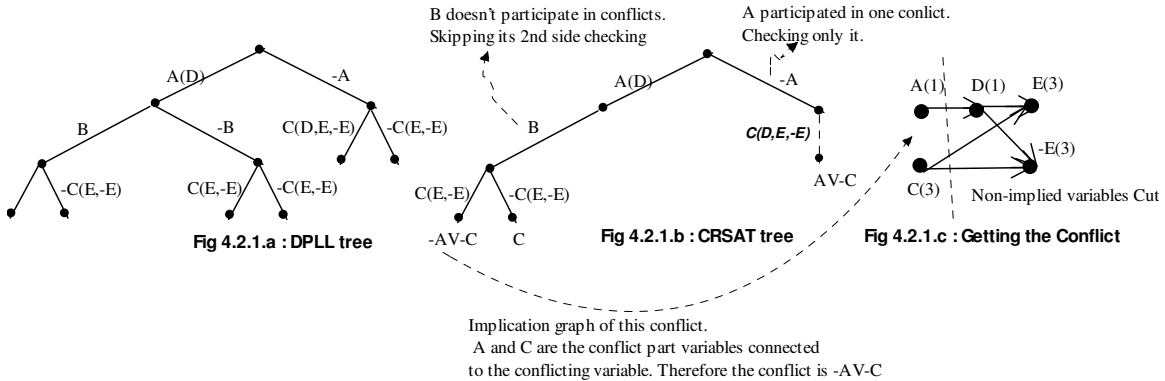 B doesn't participate in conflicts.
Skipping its 2nd side checking
A participated in one conlict.
Checking only it.
A(D)
-A
B
-B
C(D,E,-E)
-C(E,-E)
-C(E,-E)
C(E,-E)
-C(E,-E)
Fig 4.2.1.a : DPLL tree
A(D)
-A
B
C(D,E,-E)
AV-C
C(E,-E)
-C(E,-E)
-AV-C
C
Fig 4.2.1.b : CRSAT tree
A(1)
D(1)
E(3)
C(3)
-E(3)
Non-implied variables Cut
Fig 4.2.1.c : Getting the Conflict
Implication graph of this conflict.
A and C are the conflict part variables connected
to the conflicting variable. Therefore the conflict is -AV-C